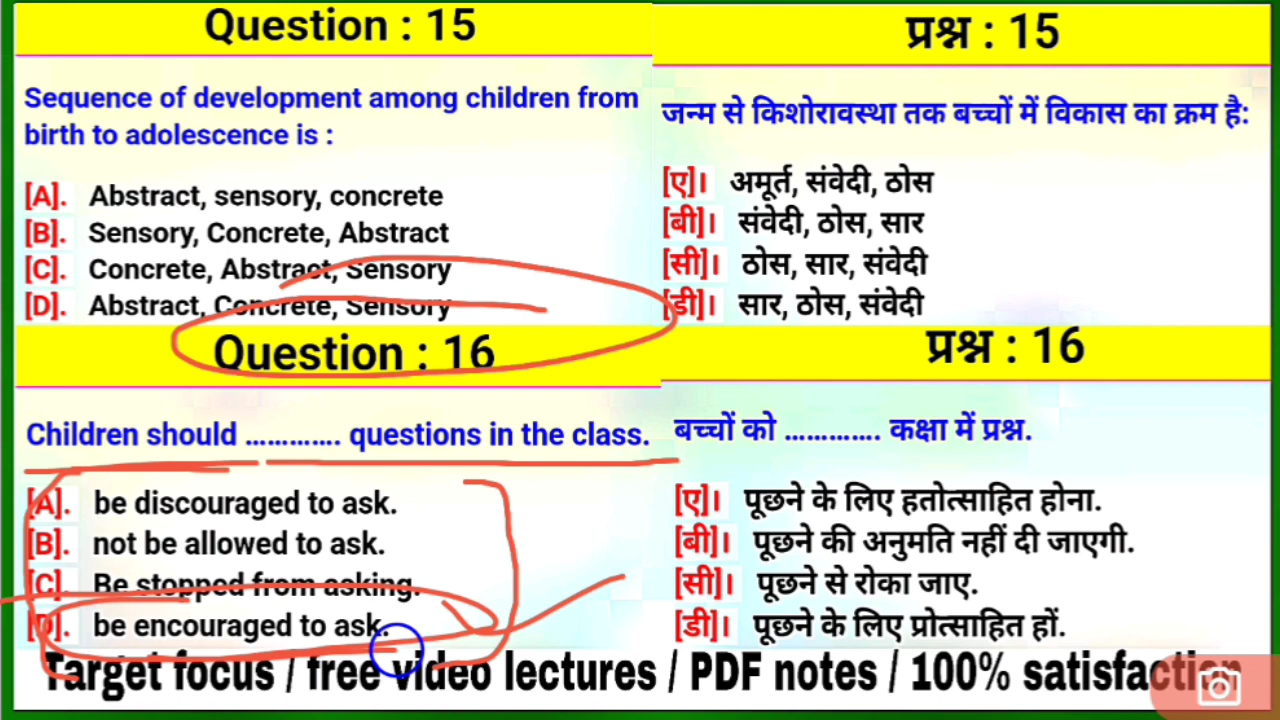 Question : 15
Sequence of development among children from
birth to adolescence is :
[A]. Abstract, sensory, concrete
[B]. Sensory, Concrete, Abstract
[C]. Concrete, Abstract, Sensory
[D]. Abstract, Concrete, Sensory
प्रश्न : 15
जन्म से किशोरावस्था तक बच्चों में विकास का क्रम है:
[ए]। अमूर्त, संवेदी, ठोस
[बी]। संवेदी, ठोस, सार
[सी]। ठोस, सार, संवेदी
[डी]। सार, ठोस, संवेदी
Question : 16
Children should ............. questions in the class.
[A]. be discouraged to ask.
[B]. not be allowed to ask.
[C]. Be stopped from asking.
[D]. be encouraged to ask.
प्रश्न : 16
बच्चों को ............. कक्षा में प्रश्न.
[ए]। पूछने के लिए हतोत्साहित होना.
[बी]। पूछने की अनुमति नहीं दी जाएगी.
[सी]। पूछने से रोका जाए.
[डी]। पूछने के लिए प्रोत्साहित हों.
Target focus / free video lectures / PDF notes / 100% satisfaction